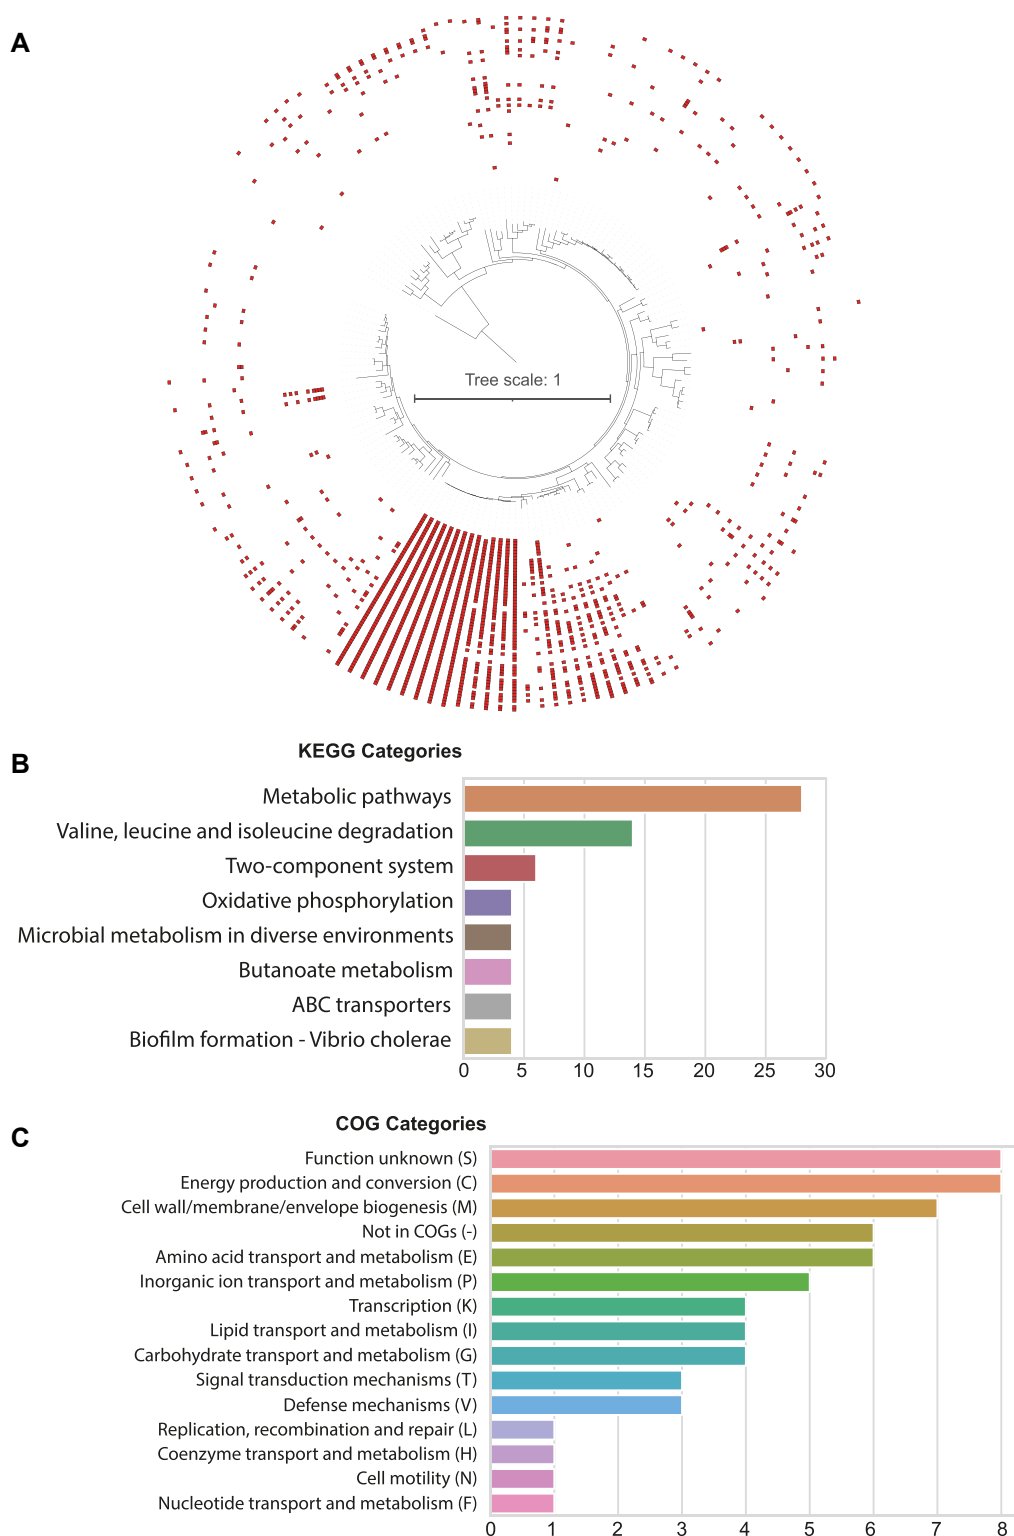 A
Tree scale: 1
B
KEGG Categories
Metabolic pathways
Valine, leucine and isoleucine degradation
Two-component system
Oxidative phosphorylation
Microbial metabolism in diverse environments
Butanoate metabolism
ABC transporters
Biofilm formation - Vibrio cholerae
0 5 10 15 20 25 30
C
COG Categories
Function unknown (S)
Energy production and conversion (C)
Cell wall/membrane/envelope biogenesis (M)
Not in COGs (-)
Amino acid transport and metabolism (E)
Inorganic ion transport and metabolism (P)
Transcription (K)
Lipid transport and metabolism (I)
Carbohydrate transport and metabolism (G)
Signal transduction mechanisms (T)
Defense mechanisms (V)
Replication, recombination and repair (L)
Coenzyme transport and metabolism (H)
Cell motility (N)
Nucleotide transport and metabolism (F)
0 1 2 3 4 5 6 7 8